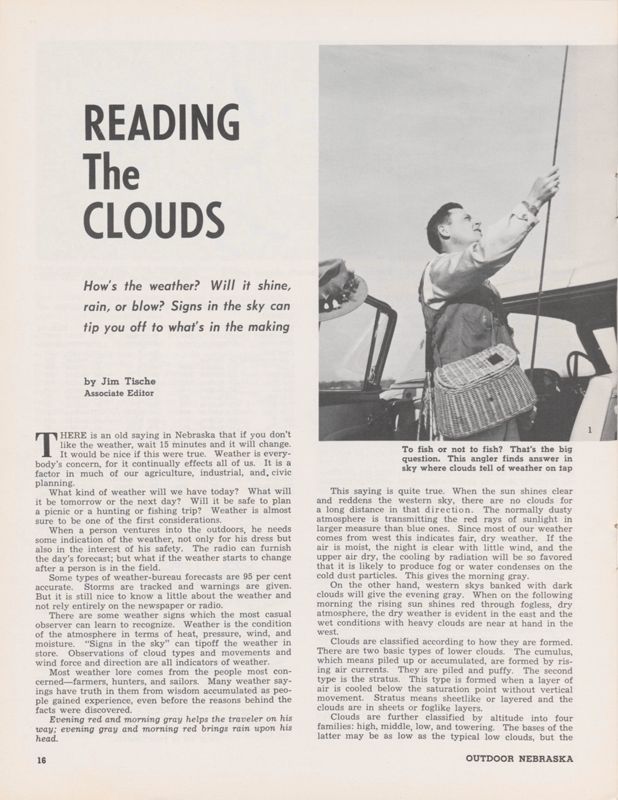 READING
The
CLOUDS
How's the weather? Will it shine,
rain, or blow? Signs in the sky can
tip you off to what's in the making
by Jim Tische
Associate Editor
THERE is an old saying in Nebraska that if you don't
like the weather, wait 15 minutes and it will change.
It would be nice if this were true. Weather is every-
body's concern, for it continually effects all of us. It is a
factor in much of our agriculture, industrial, and, civic
planning.
What kind of weather will we have today? What will
it be tomorrow or the next day? Will it be safe to plan
a picnic or a hunting or fishing trip? Weather is almost
sure to be one of the first considerations.
When a person ventures into the outdoors, he needs
some indication of the weather, not only for his dress but
also in the interest of his safety. The radio can furnish
the day's forecast; but what if the weather starts to change
after a person is in the field.
Some types of weather-bureau forecasts are 95 per cent
accurate. Storms are tracked and warnings are given.
But it is still nice to know a little about the weather and
not rely entirely on the newspaper or radio.
There are some weather signs which the most casual
observer can learn to recognize. Weather is the condition
of the atmosphere in terms of heat, pressure, wind, and
moisture. "Signs in the sky" can tipoff the weather in
store. Observations of cloud types and movements and
wind force and direction are all indicators of weather.
Most weather lore comes from the people most con-
cerned—farmers, hunters, and sailors. Many weather say-
ings have truth in them from wisdom accumulated as peo-
ple gained experience, even before the reasons behind the
facts were discovered.
Evening red and morning gray helps the traveler on his
way; evening gray and morning red brings rain upon his
head.
1
To fish or not to fish? That's the big
question. This angler finds answer in
sky where clouds tell of weather on tap
This saying is quite true. When the sun shines clear
and reddens the western sky, there are no clouds for
a long distance in that direction. The normally dusty
atmosphere is transmitting the red rays of sunlight in
larger measure than blue ones. Since most of our weather
comes from west this indicates fair, dry weather. If the
air is moist, the night is clear with little wind, and the
upper air dry, the cooling by radiation will be so favored
that it is likely to produce fog or water condenses on the
cold dust particles. This gives the morning gray.
On the other hand, western skys banked with dark
clouds will give the evening gray. When on the following
morning the rising sun shines red through fogless, dry
atmosphere, the dry weather is evident in the east and the
wet conditions with heavy clouds are near at hand in the
west.
Clouds are classified according to how they are formed.
There are two basic types of lower clouds. The cumulus,
which means piled up or accumulated, are formed by ris-
ing air currents. They are piled and puffy. The second
type is the stratus. This type is formed when a layer of
air is cooled below the saturation point without vertical
movement. Stratus means sheetlike or layered and the
clouds are in sheets or foglike layers.
Clouds are further classified by altitude into four
families: high, middle, low, and towering. The bases of the
latter may be as low as the typical low clouds, but the
16
OUTDOOR NEBRASKA